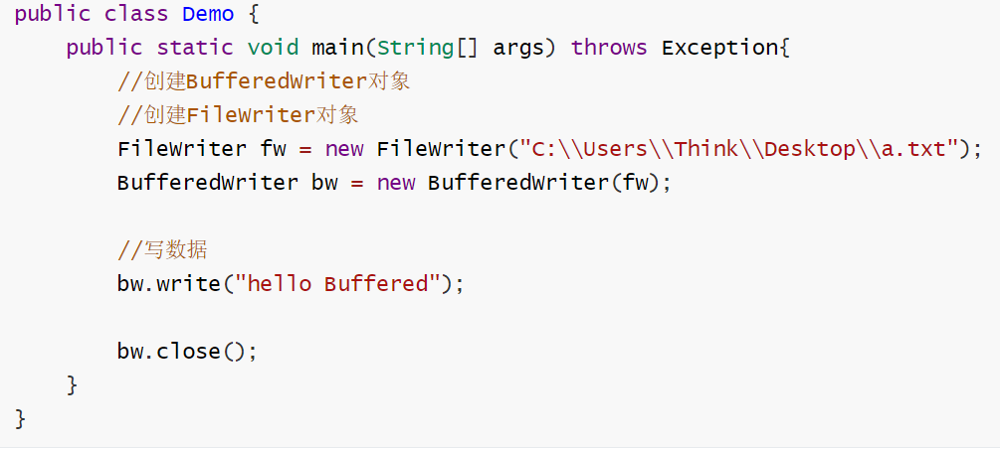 public class Demo {
public static void main(String[] args) throws Exception{
//创建BufferedWriter对象
//创建FileWriter对象
FileWriter fw = new FileWriter("C:\\Users\\Think\\Desktop\\a.txt");
BufferedWriter bw = new BufferedWriter(fw);
//写数据
bw.write("hello Buffered");
bw.close();
}
}